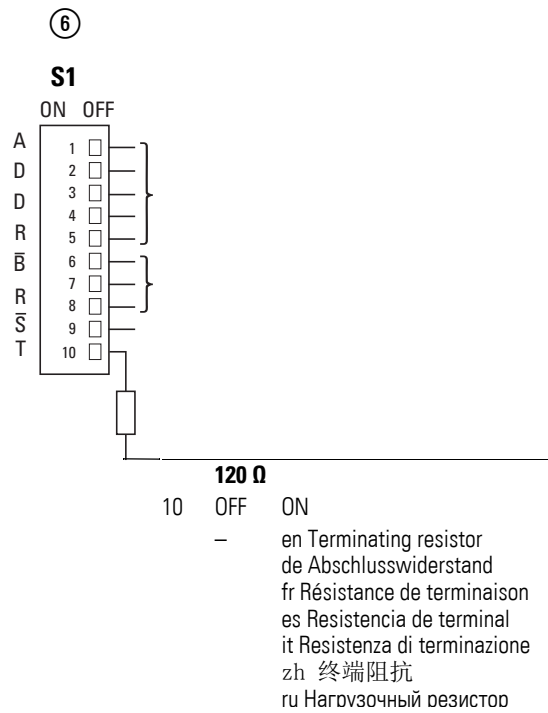 6
S1
ON OFF
A
D
D
R
B̅
R
S̅
T
1
2
3
4
5
6
7
8
9
10
120 Ω
10 OFF ON
– en Terminating resistor
de Abschlusswiderstand
fr Résistance de terminaison
es Resistencia de terminal
it Resistenza di terminazione
zh 终端阻抗
ru Нагрузочный резистор